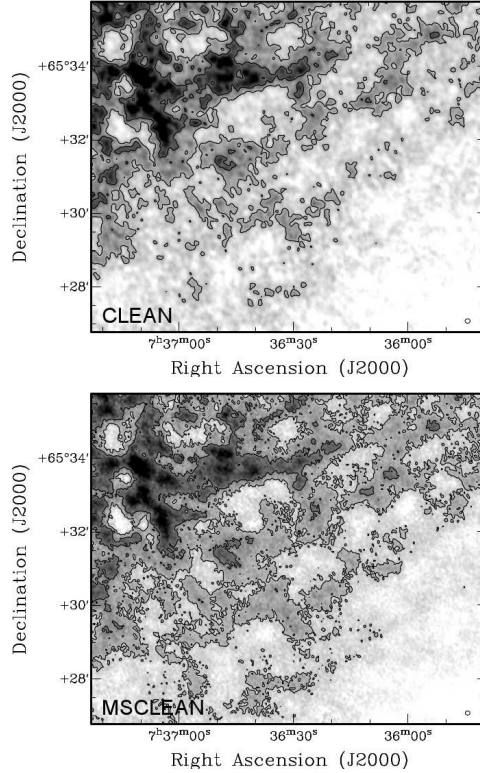 +65°34′
+32′
+30′
+28′
Declination (J2000)
CLEAN
7ʰ37ᵐ00ˢ 36ᵐ30ˢ 36ᵐ00ˢ
Right Ascension (J2000)
+65°34′
+32′
+30′
+28′
Declination (J2000)
MSCLEAN
7ʰ37ᵐ00ˢ 36ᵐ30ˢ 36ᵐ00ˢ
Right Ascension (J2000)